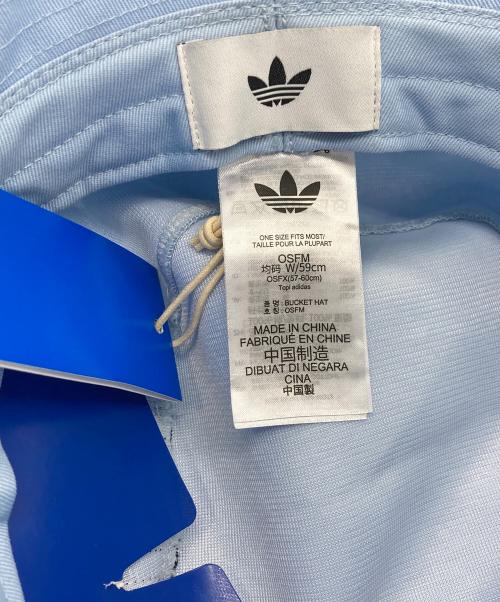 ONE SIZE FITS MOST/
TAILLE POUR LA PLUPART
OSFM
均码 W/59cm
OSFX(57-60cm)
Topi adidas
품명 : BUCKET HAT
호칭 : OSFM
MADE IN CHINA
FABRIQUÉ EN CHINE
中国制造
DIBUAT DI NEGARA
CINA
中国製